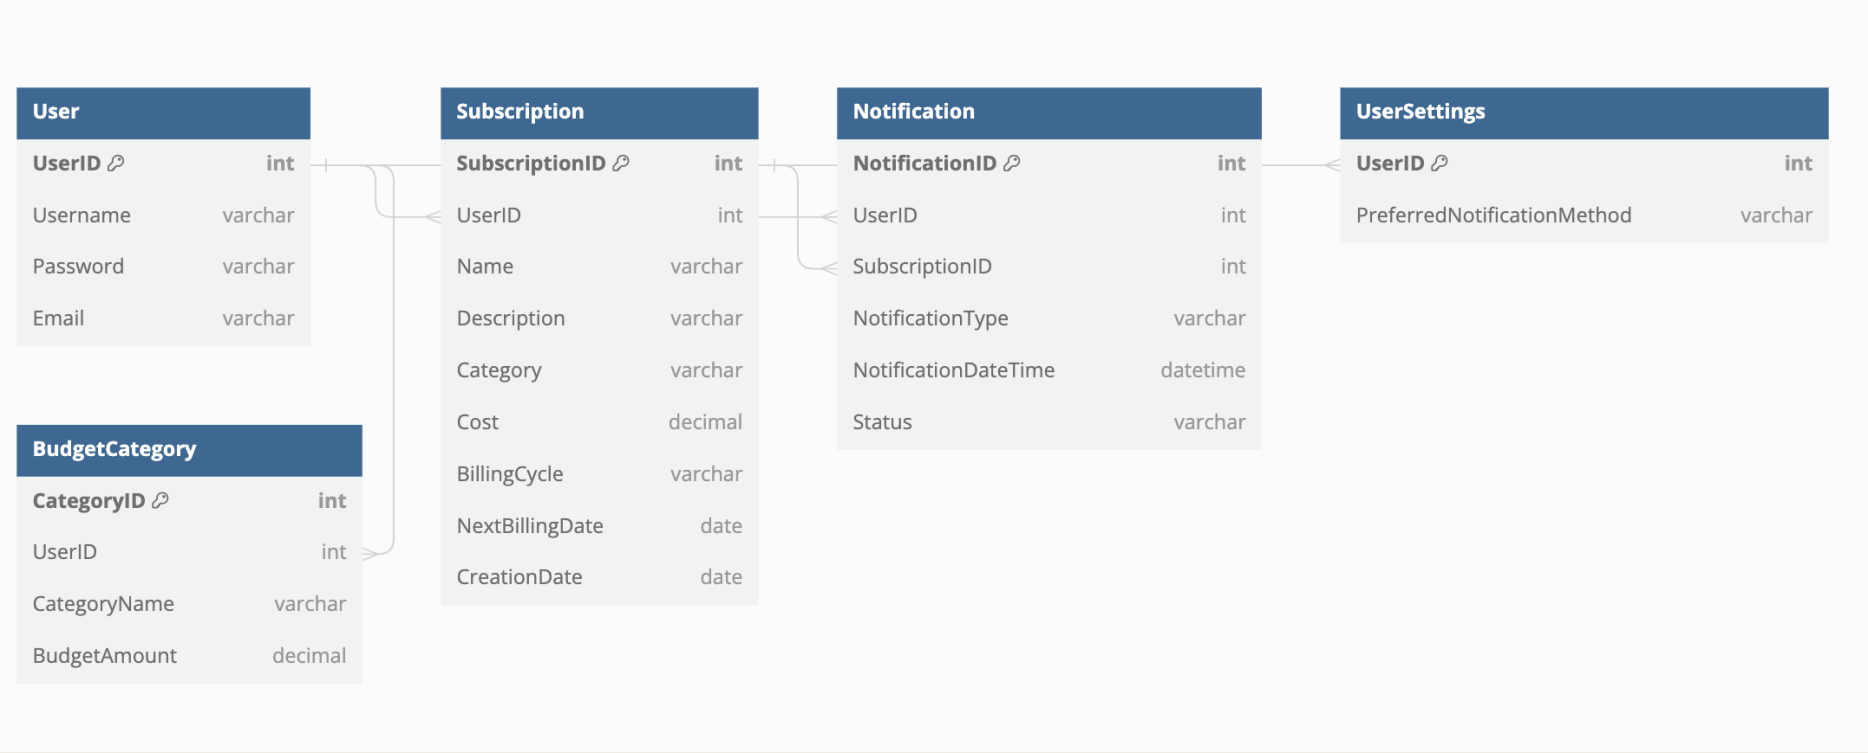 User
UserID int
Username varchar
Password varchar
Email varchar
BudgetCategory
CategoryID int
UserID int
CategoryName varchar
BudgetAmount decimal
Subscription
SubscriptionID int
UserID int
Name varchar
Description varchar
Category varchar
Cost decimal
BillingCycle varchar
NextBillingDate date
CreationDate date
Notification
NotificationID int
UserID int
SubscriptionID int
NotificationType varchar
NotificationDateTime datetime
Status varchar
UserSettings
UserID int
PreferredNotificationMethod varchar